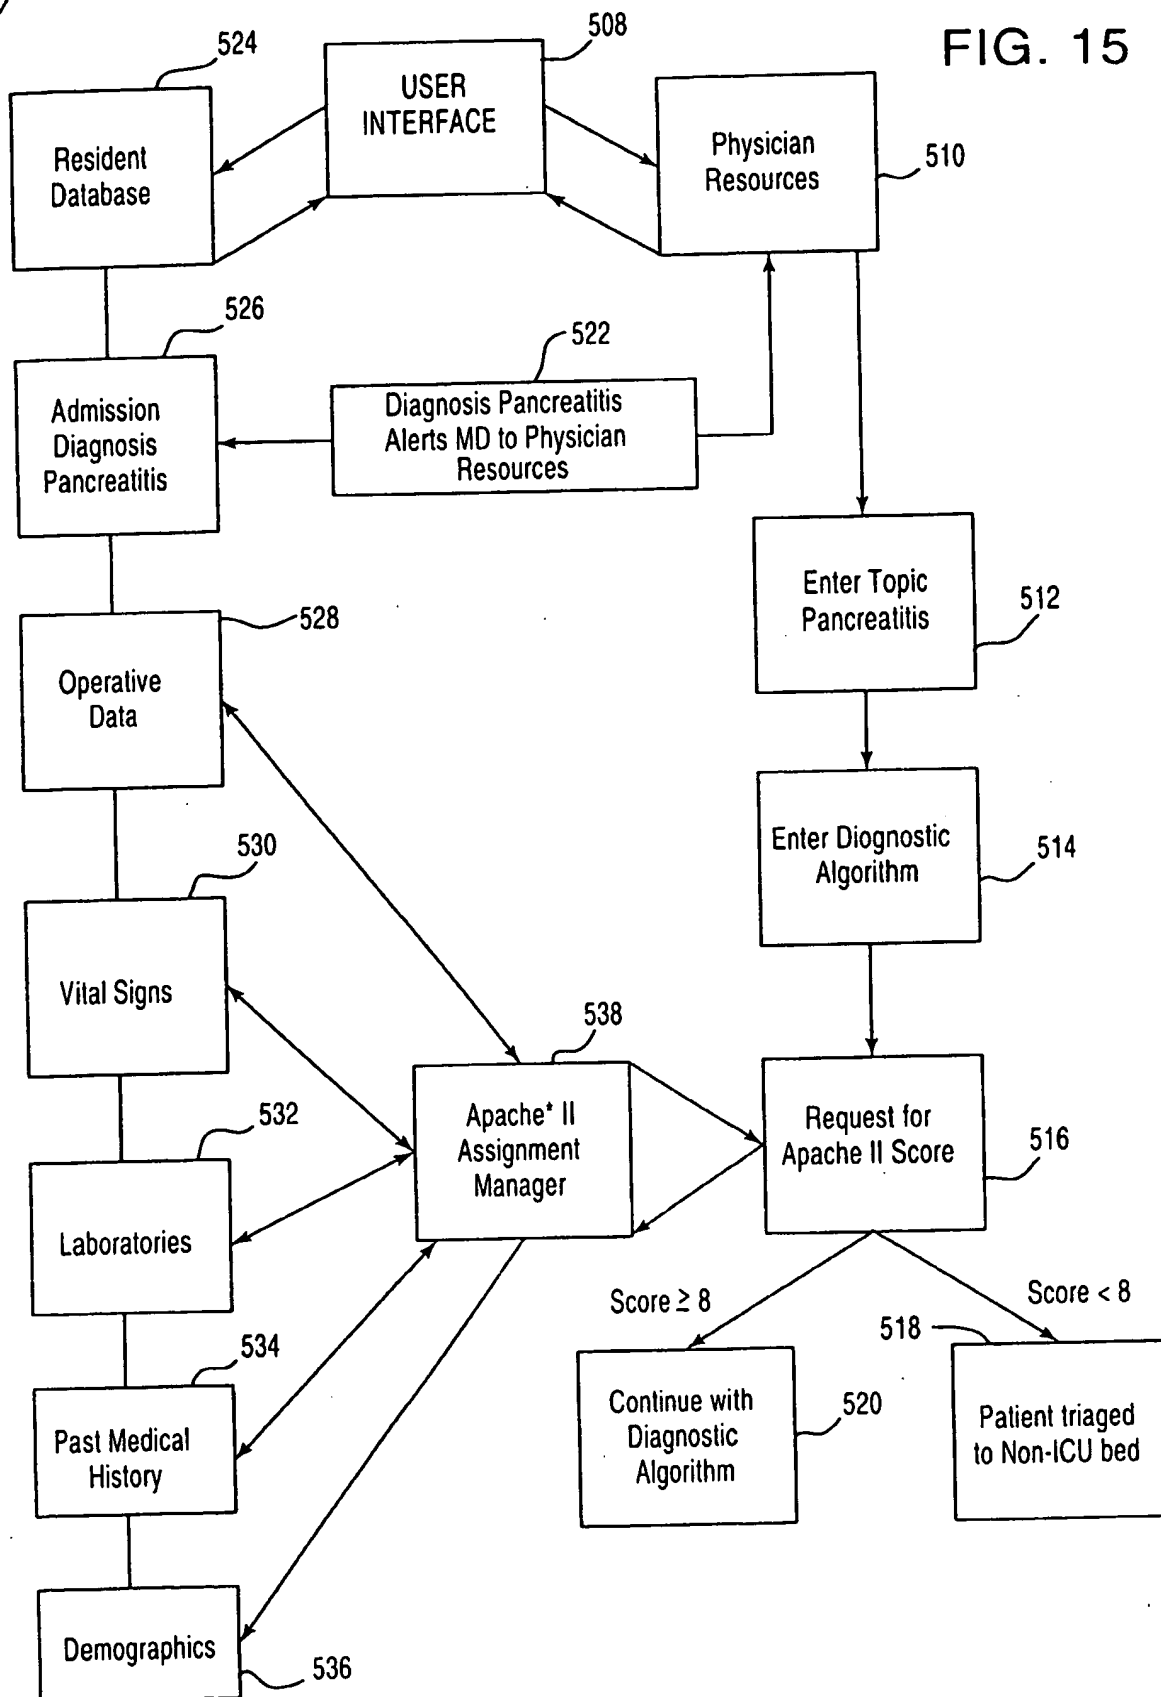 FIG. 15
508
524
USER
INTERFACE
Resident
Database
Physician
Resources
510
526
522
Admission
Diagnosis
Pancreatitis
Diagnosis Pancreatitis
Alerts MD to Physician
Resources
528
Operative
Data
Enter Topic
Pancreatitis
512
Enter Diognostic
Algorithm
514
530
Vital Signs
538
Apache* II
Assignment
Manager
Request for
Apache II Score
516
532
Laboratories
Score ≥ 8
Score < 8
518
534
Past Medical
History
Continue with
Diagnostic
Algorithm
520
Patient triaged
to Non-ICU bed
Demographics
536